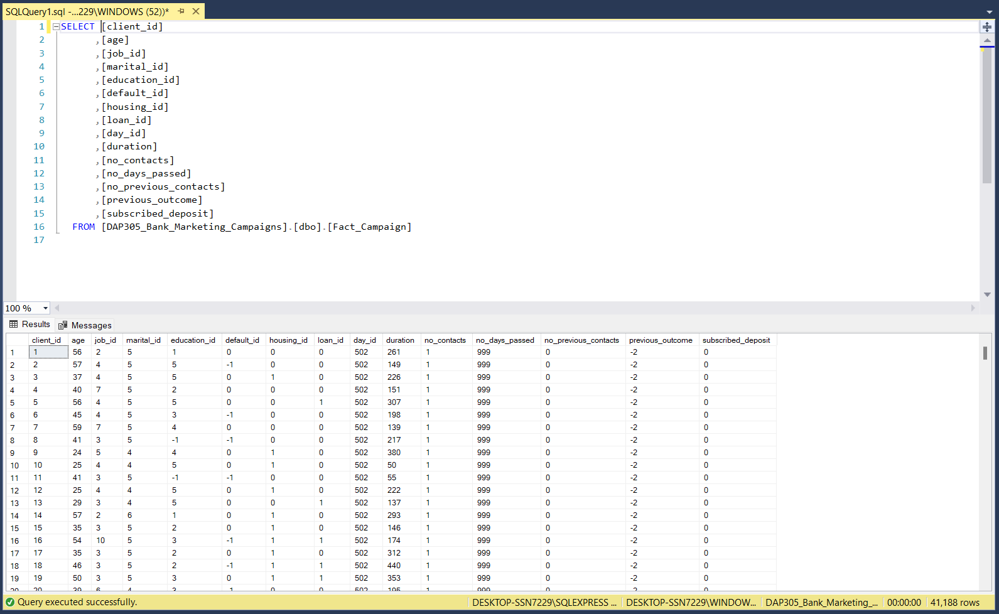 SQLQuery1.sql -...229\WINDOWS (52))*
1 SELECT [client_id]
2 ,[age]
3 ,[job_id]
4 ,[marital_id]
5 ,[education_id]
6 ,[default_id]
7 ,[housing_id]
8 ,[loan_id]
9 ,[day_id]
10 ,[duration]
11 ,[no_contacts]
12 ,[no_days_passed]
13 ,[no_previous_contacts]
14 ,[previous_outcome]
15 ,[subscribed_deposit]
16 FROM [DAP305_Bank_Marketing_Campaigns].[dbo].[Fact_Campaign]
17
100 %
Results Messages
client_id age job_id marital_id education_id default_id housing_id loan_id day_id duration no_contacts no_days_passed no_previous_contacts previous_outcome subscribed_deposit
1 1 56 2 5 1 0 0 0 502 261 1 999 0 -2 0
2 2 57 4 5 5 -1 0 0 502 149 1 999 0 -2 0
3 3 37 4 5 5 0 1 0 502 226 1 999 0 -2 0
4 4 40 7 5 2 0 0 0 502 151 1 999 0 -2 0
5 5 56 4 5 5 0 0 1 502 307 1 999 0 -2 0
6 6 45 4 5 3 -1 0 0 502 198 1 999 0 -2 0
7 7 59 7 5 4 0 0 0 502 139 1 999 0 -2 0
8 8 41 3 5 -1 -1 0 0 502 217 1 999 0 -2 0
9 9 24 5 4 4 0 1 0 502 380 1 999 0 -2 0
10 10 25 4 4 5 0 1 0 502 50 1 999 0 -2 0
11 11 41 3 5 -1 -1 0 0 502 55 1 999 0 -2 0
12 12 25 4 4 5 0 1 0 502 222 1 999 0 -2 0
13 13 29 3 4 5 0 0 1 502 137 1 999 0 -2 0
14 14 57 2 6 1 0 1 0 502 293 1 999 0 -2 0
15 15 35 3 5 2 0 1 0 502 146 1 999 0 -2 0
16 16 54 10 5 3 -1 1 1 502 174 1 999 0 -2 0
17 17 35 3 5 2 0 1 0 502 312 1 999 0 -2 0
18 18 46 3 5 2 -1 1 1 502 440 1 999 0 -2 0
19 19 50 3 5 3 0 1 1 502 353 1 999 0 -2 0
Query executed successfully. DESKTOP-SSN7229\SQLEXPRESS ... DESKTOP-SSN7229\WINDOW... DAP305_Bank_Marketing_... 00:00:00 41,188 rows